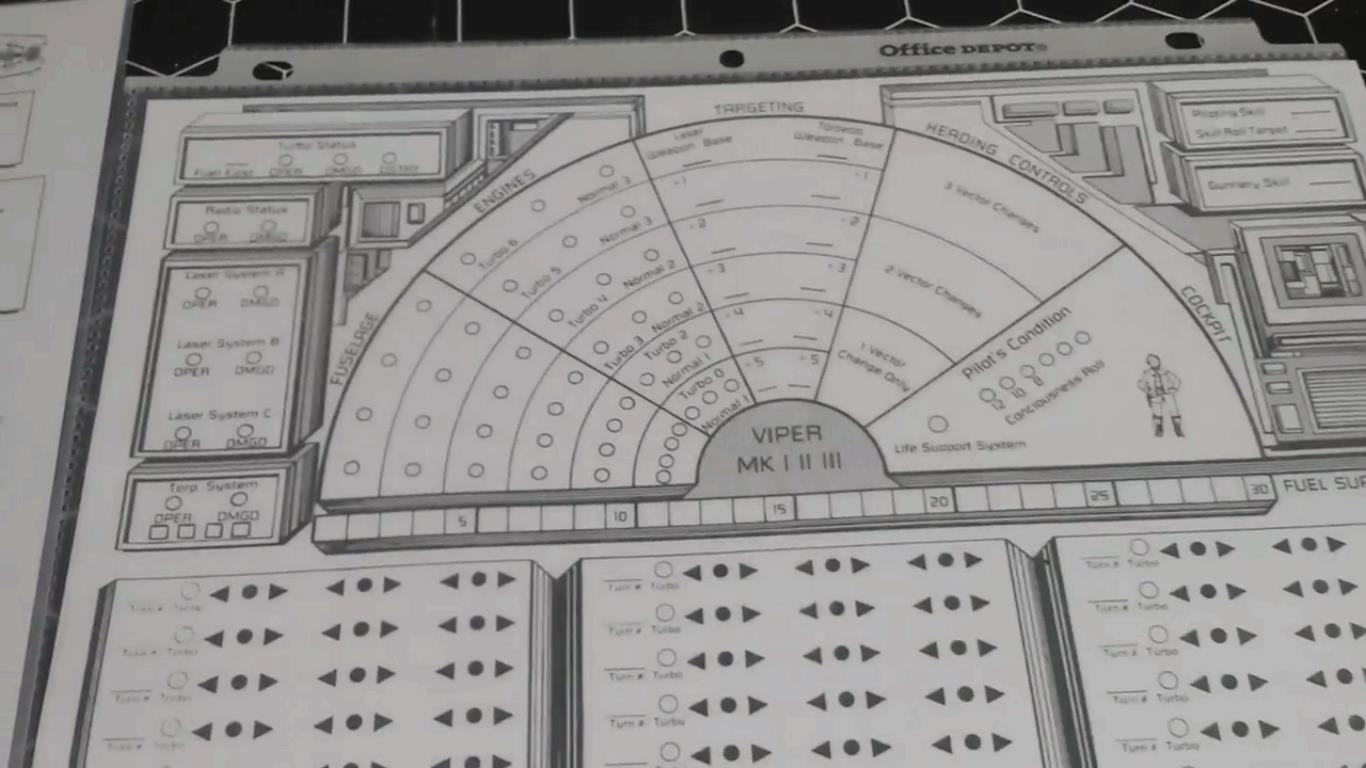 Office DEPOT
TARGETING
HEADING CONTROLS
ENGINES
FUSELAGE
COCKPIT
Turbo Status
Fuel Cost OPER DMGD
Radio Status
OPER DMGD
Laser System A
OPER DMGD
Laser System B
OPER DMGD
Laser System C
OPER DMGD
Torp System
OPER DMGD
Turbo 6 Normal 3
Turbo 5 Normal 3
Turbo 4 Normal 2
Turbo 3 Normal 2
Turbo 2 Normal 1
Turbo 0 Normal 1
Laser Weapon Base
Torpedo Weapon Base
-1 -1
-2 -2
-3 -3
-4 -4
-5 -5
3 Vector Changes
2 Vector Changes
1 Vector
Change Only
Pilot's Condition
12 10 8
Conciousness Roll
Life Support System
Piloting Skill
Skill Roll Target
Gunnery Skill
VIPER
MK I II III
5 10 15 20 25 30 FUEL SUP
Turn # Turbo Turn # Turbo Turn # Turbo
Turn # Turbo Turn # Turbo Turn # Turbo
Turn # Turbo Turn # Turbo Turn # Turbo
Turn # Turbo Turn # Turbo Turn # Turbo
Turn # Turbo